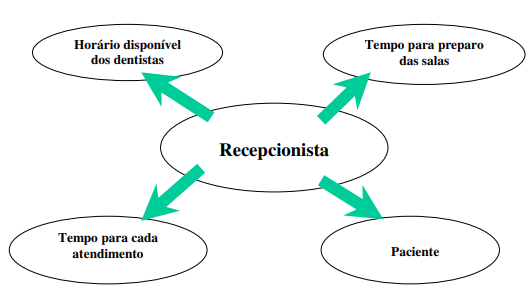 Horário disponível
dos dentistas
Tempo para preparo
das salas
Recepcionista
Tempo para cada
atendimento
Paciente